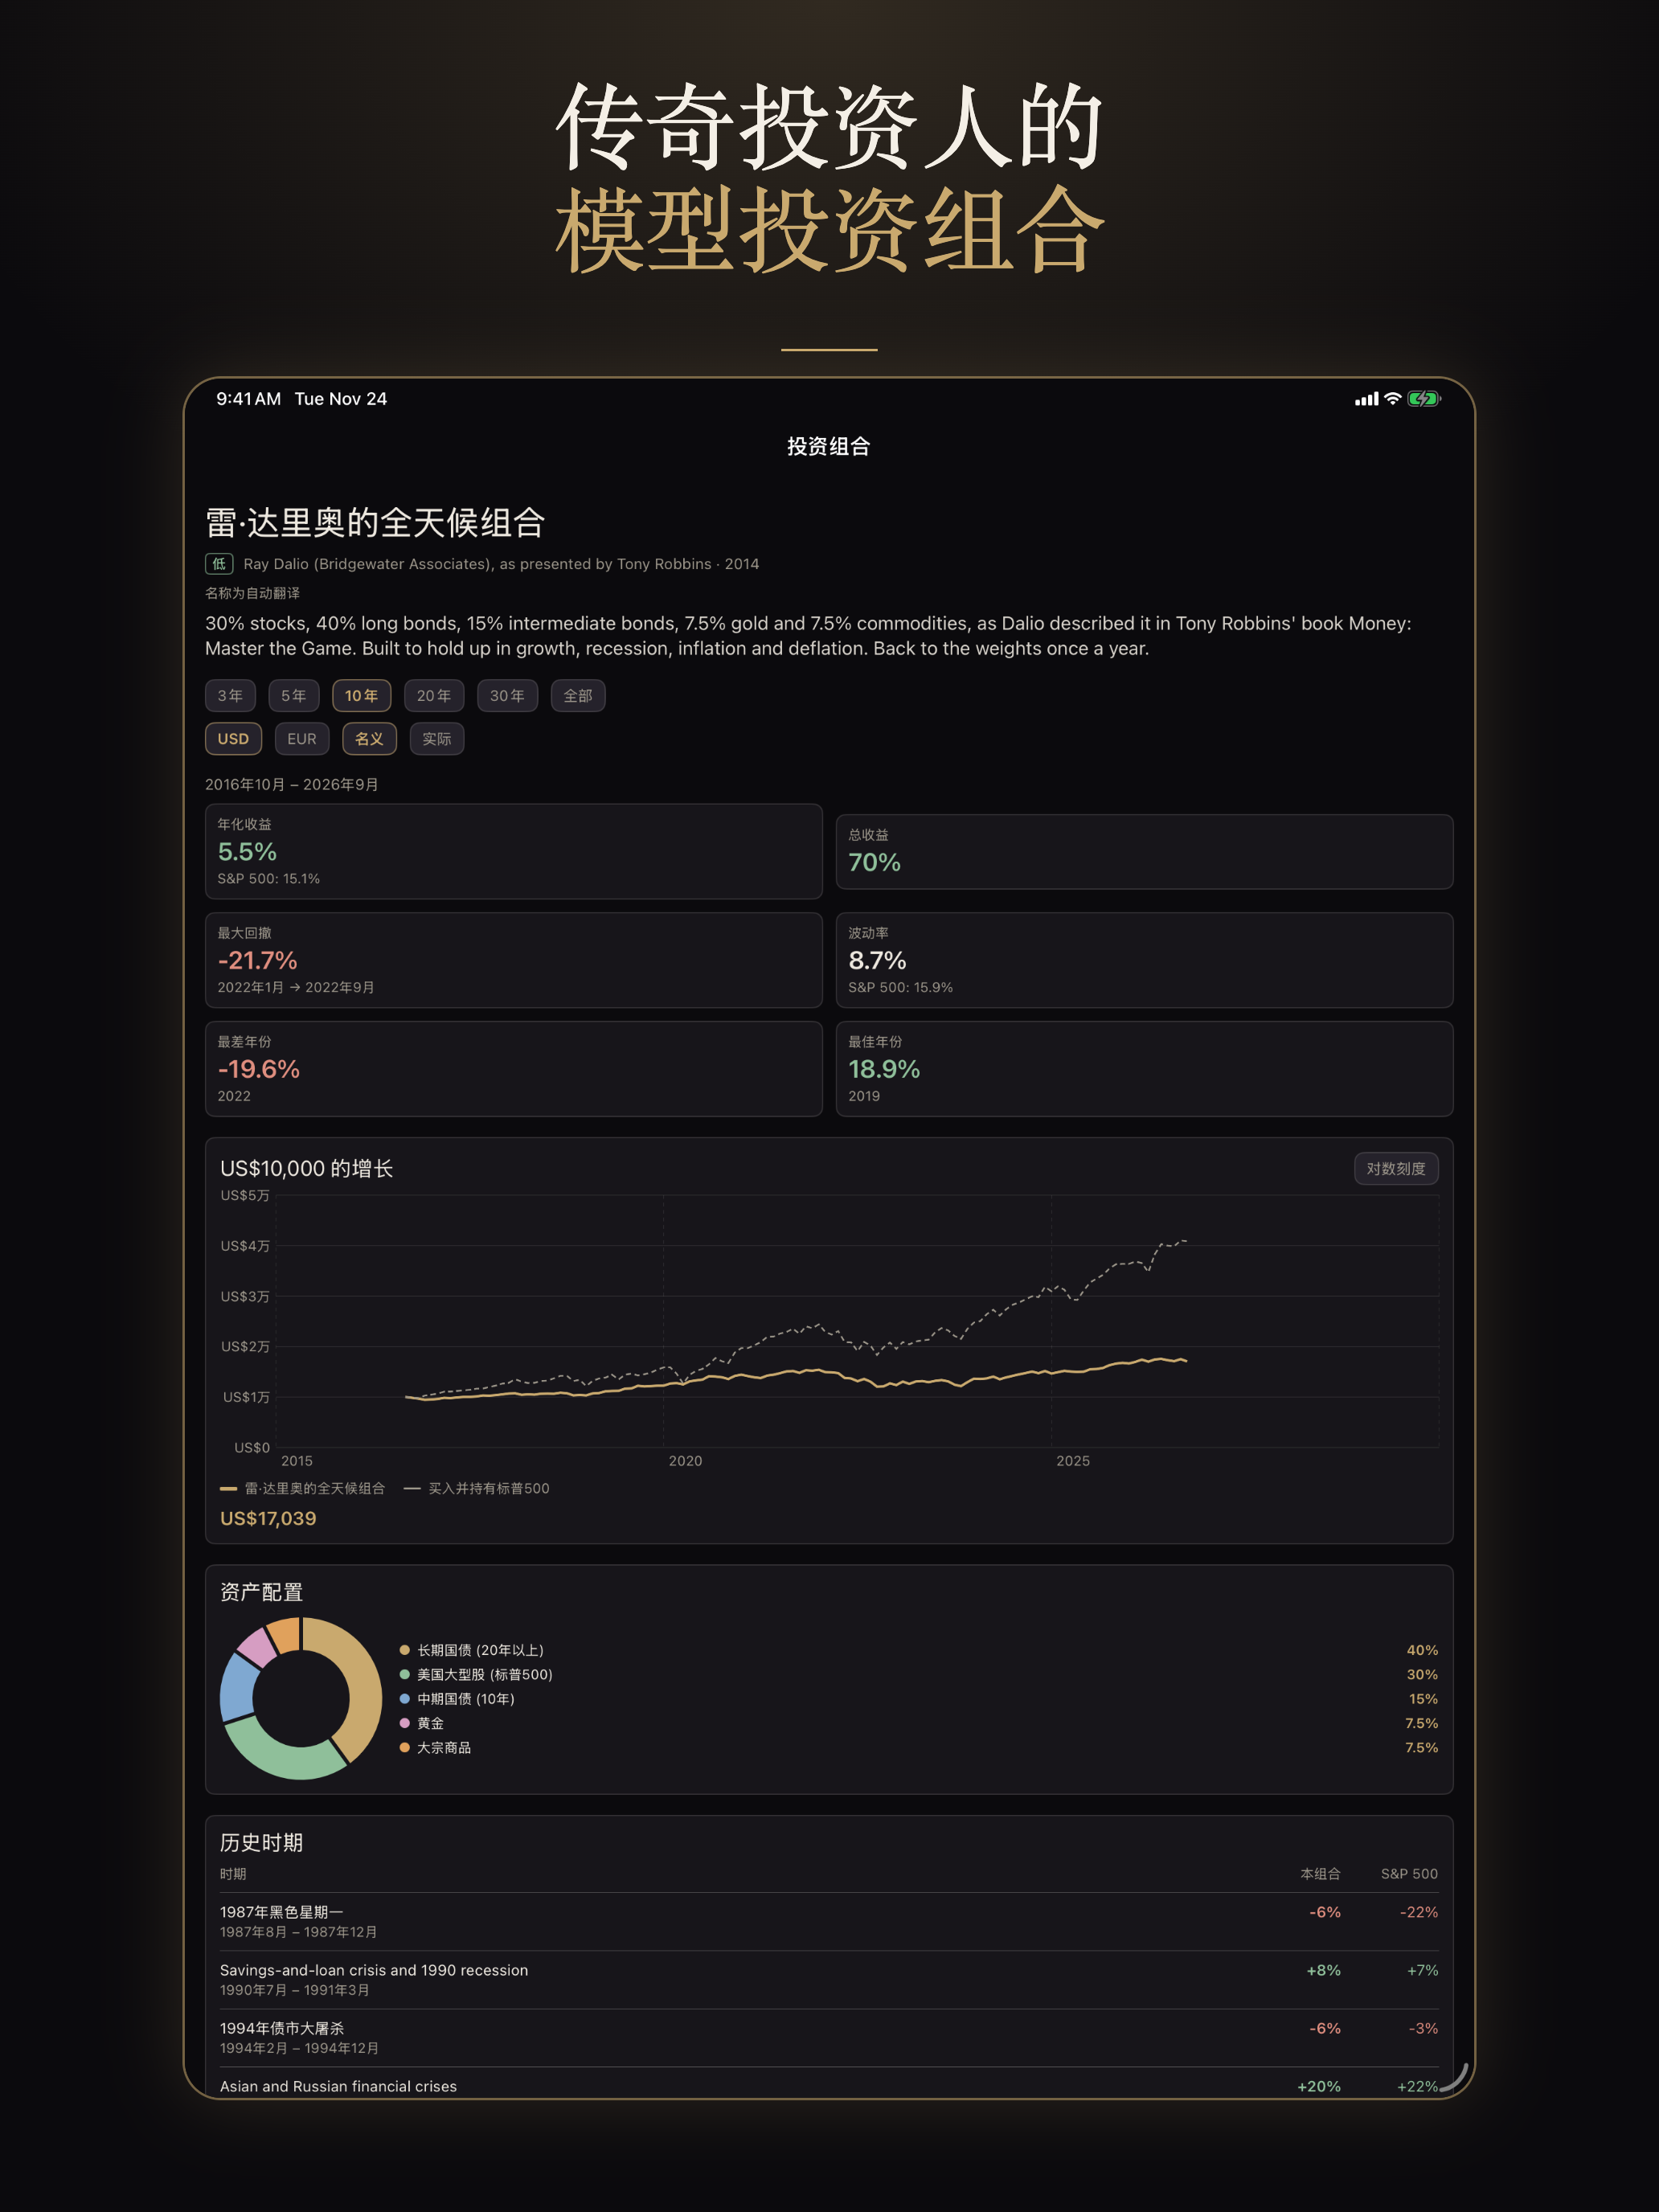 传奇投资人的
模型投资组合
9:41 AM Tue Nov 24
投资组合
雷·达里奥的全天候组合
低 Ray Dalio (Bridgewater Associates), as presented by Tony Robbins · 2014
名称为自动翻译
30% stocks, 40% long bonds, 15% intermediate bonds, 7.5% gold and 7.5% commodities, as Dalio described it in Tony Robbins' book Money:
Master the Game. Built to hold up in growth, recession, inflation and deflation. Back to the weights once a year.
3年 5年 10年 20年 30年 全部
USD EUR 名义 实际
2016年10月 – 2026年9月
年化收益
5.5%
S&P 500: 15.1%
总收益
70%
最大回撤
-21.7%
2022年1月 → 2022年9月
波动率
8.7%
S&P 500: 15.9%
最差年份
-19.6%
2022
最佳年份
18.9%
2019
US$10,000 的增长
对数刻度
US$5万
US$4万
US$3万
US$2万
US$1万
US$0
2015 2020 2025
雷·达里奥的全天候组合 买入并持有标普500
US$17,039
资产配置
长期国债 (20年以上) 40%
美国大型股 (标普500) 30%
中期国债 (10年) 15%
黄金 7.5%
大宗商品 7.5%
历史时期
时期 本组合 S&P 500
1987年黑色星期一 -6% -22%
1987年8月 – 1987年12月
Savings-and-loan crisis and 1990 recession +8% +7%
1990年7月 – 1991年3月
1994年债市大屠杀 -6% -3%
1994年2月 – 1994年12月
Asian and Russian financial crises +20% +22%